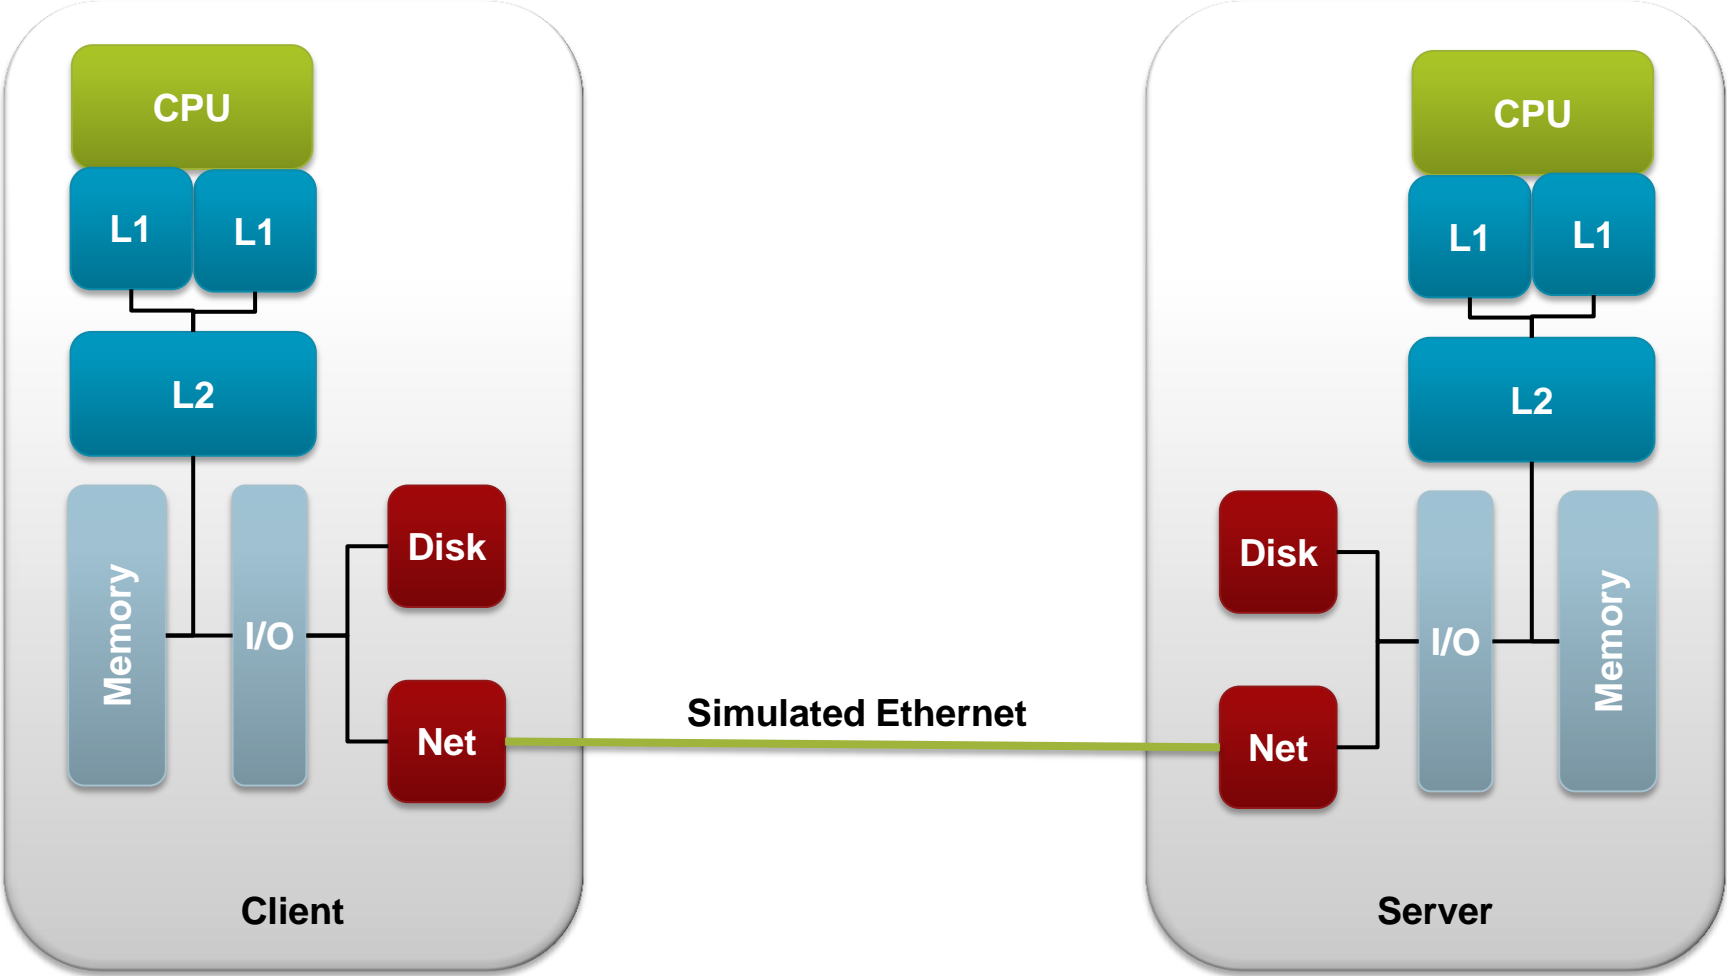 CPU
L1
L1
L2
Memory
I/O
Disk
Net
Client
Simulated Ethernet
CPU
L1
L1
L2
Disk
Net
I/O
Memory
Server